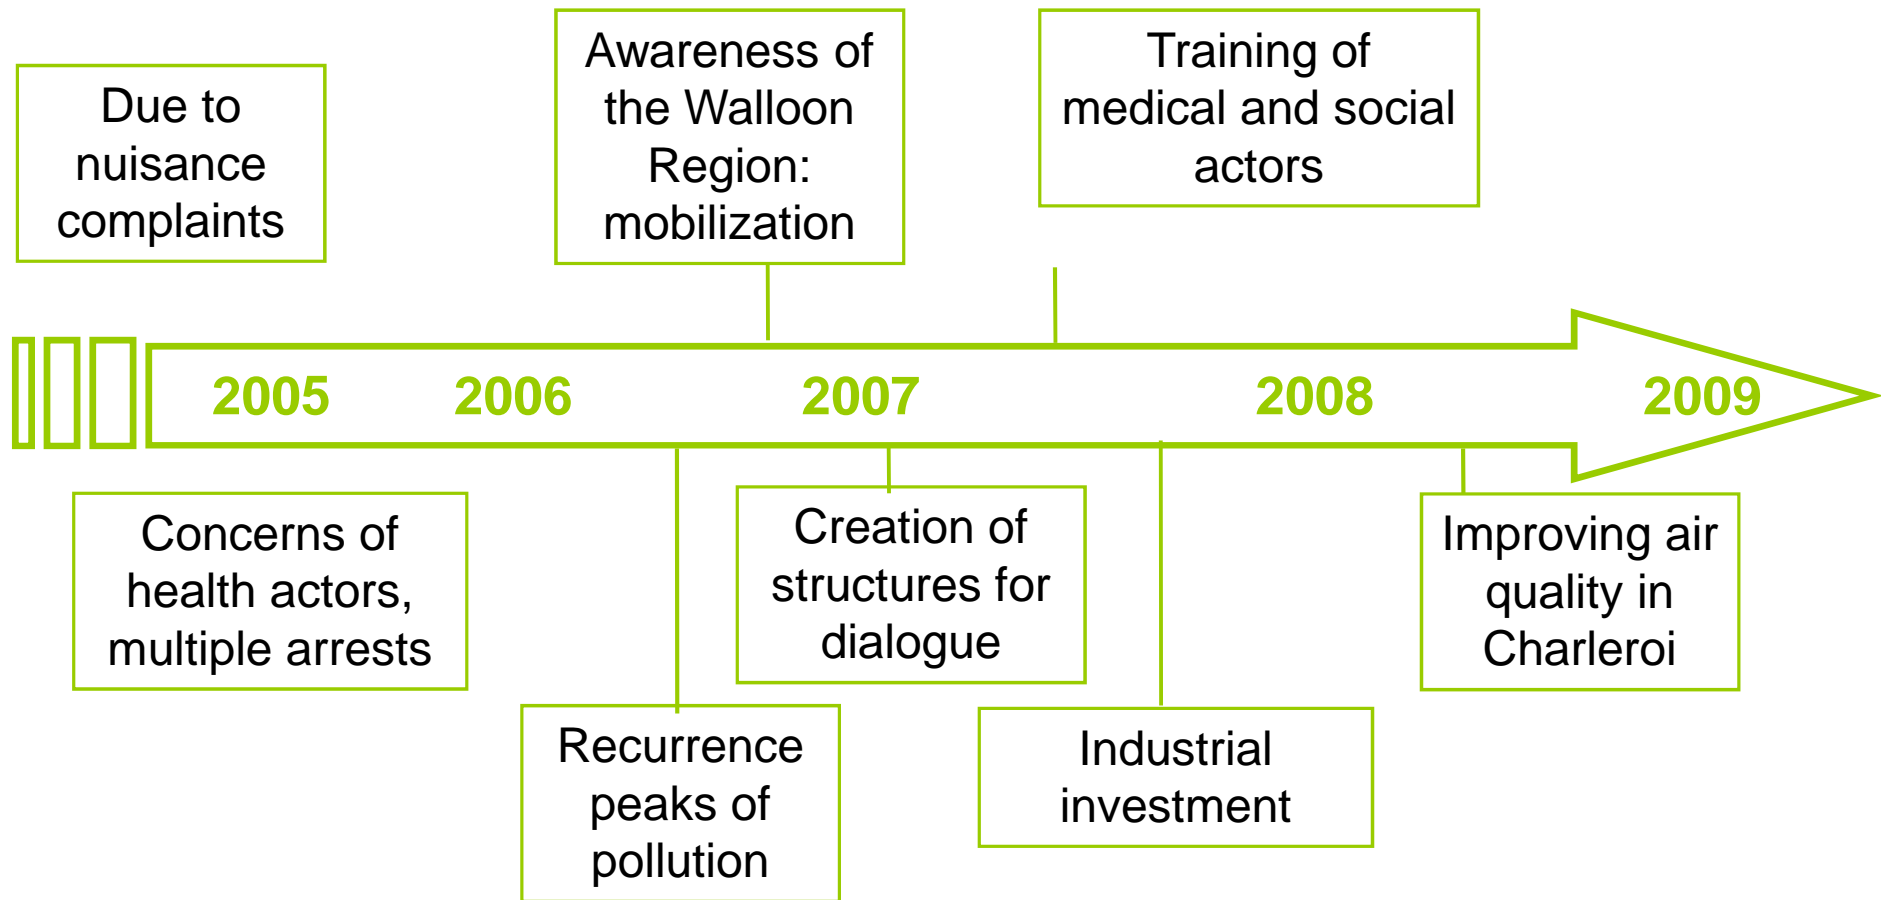 Due to
nuisance
complaints
Awareness of
the Walloon
Region:
mobilization
Training of
medical and social
actors
2005 2006 2007 2008 2009
Concerns of
health actors,
multiple arrests
Recurrence
peaks of
pollution
Creation of
structures for
dialogue
Industrial
investment
Improving air
quality in
Charleroi